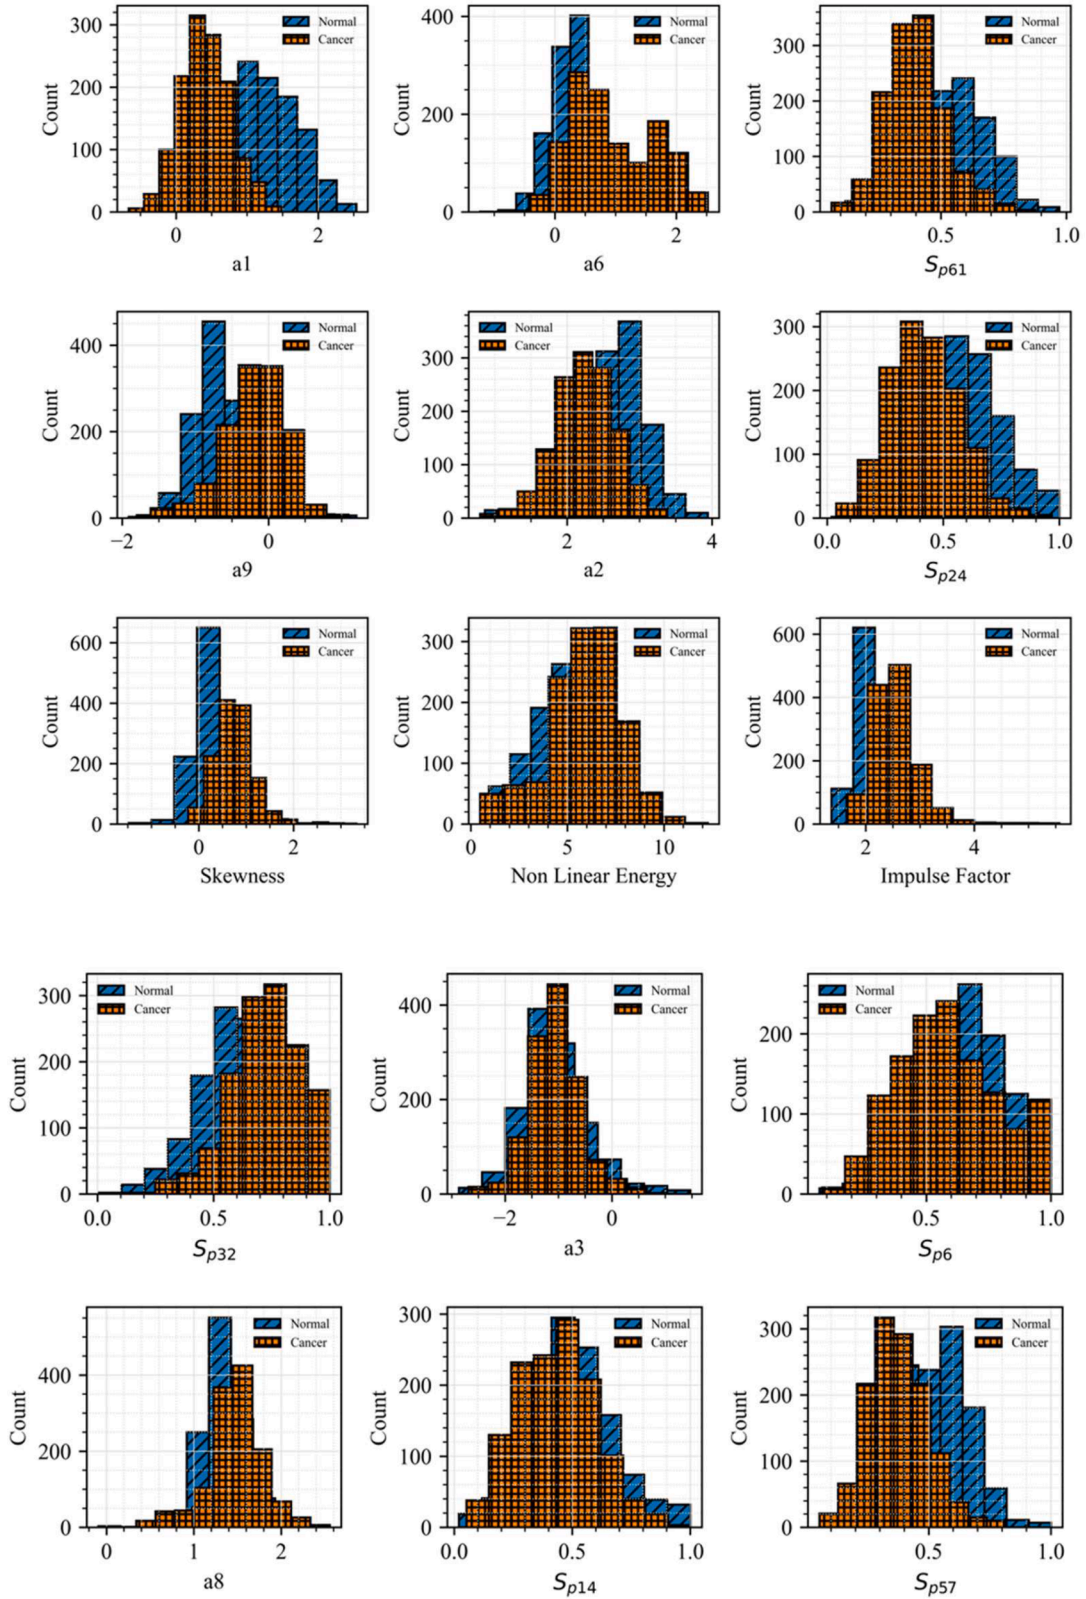 300
200
100
0
Count
Normal
Cancer
0 2
a1
400
200
0
Count
Normal
Cancer
0 2
a6
300
200
100
0
Count
Normal
Cancer
0.5 1.0
Sp61
400
200
0
Count
Normal
Cancer
−2 0
a9
300
200
100
0
Count
Normal
Cancer
2 4
a2
300
200
100
0
Count
Normal
Cancer
0.0 0.5 1.0
Sp24
600
400
200
0
Count
Normal
Cancer
0 2
Skewness
300
200
100
0
Count
Normal
Cancer
0 5 10
Non Linear Energy
600
400
200
0
Count
Normal
Cancer
2 4
Impulse Factor
300
200
100
0
Count
Normal
Cancer
0.0 0.5 1.0
Sp32
400
200
0
Count
Normal
Cancer
−2 0
a3
200
100
0
Count
Normal
Cancer
0.5 1.0
Sp6
400
200
0
Count
Normal
Cancer
0 1 2
a8
300
200
100
0
Count
Normal
Cancer
0.0 0.5 1.0
Sp14
300
200
100
0
Count
Normal
Cancer
0.5 1.0
Sp57